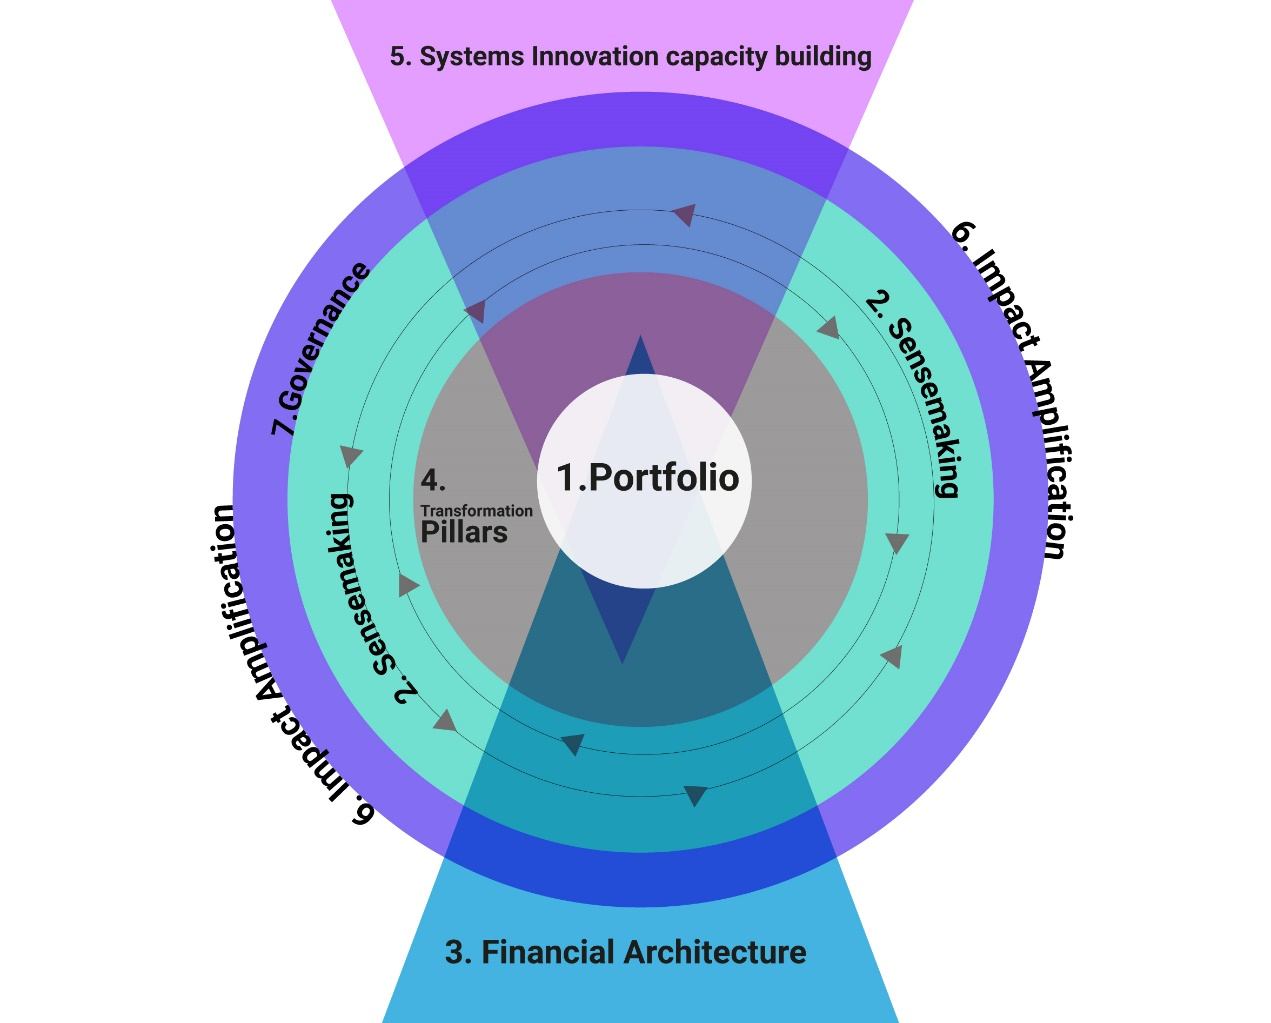 5. Systems Innovation capacity building
6. Impact Amplification
2. Sensemaking
7.Governance
1.Portfolio
4.
Transformation
Pillars
2. Sensemaking
6. Impact Amplification
3. Financial Architecture